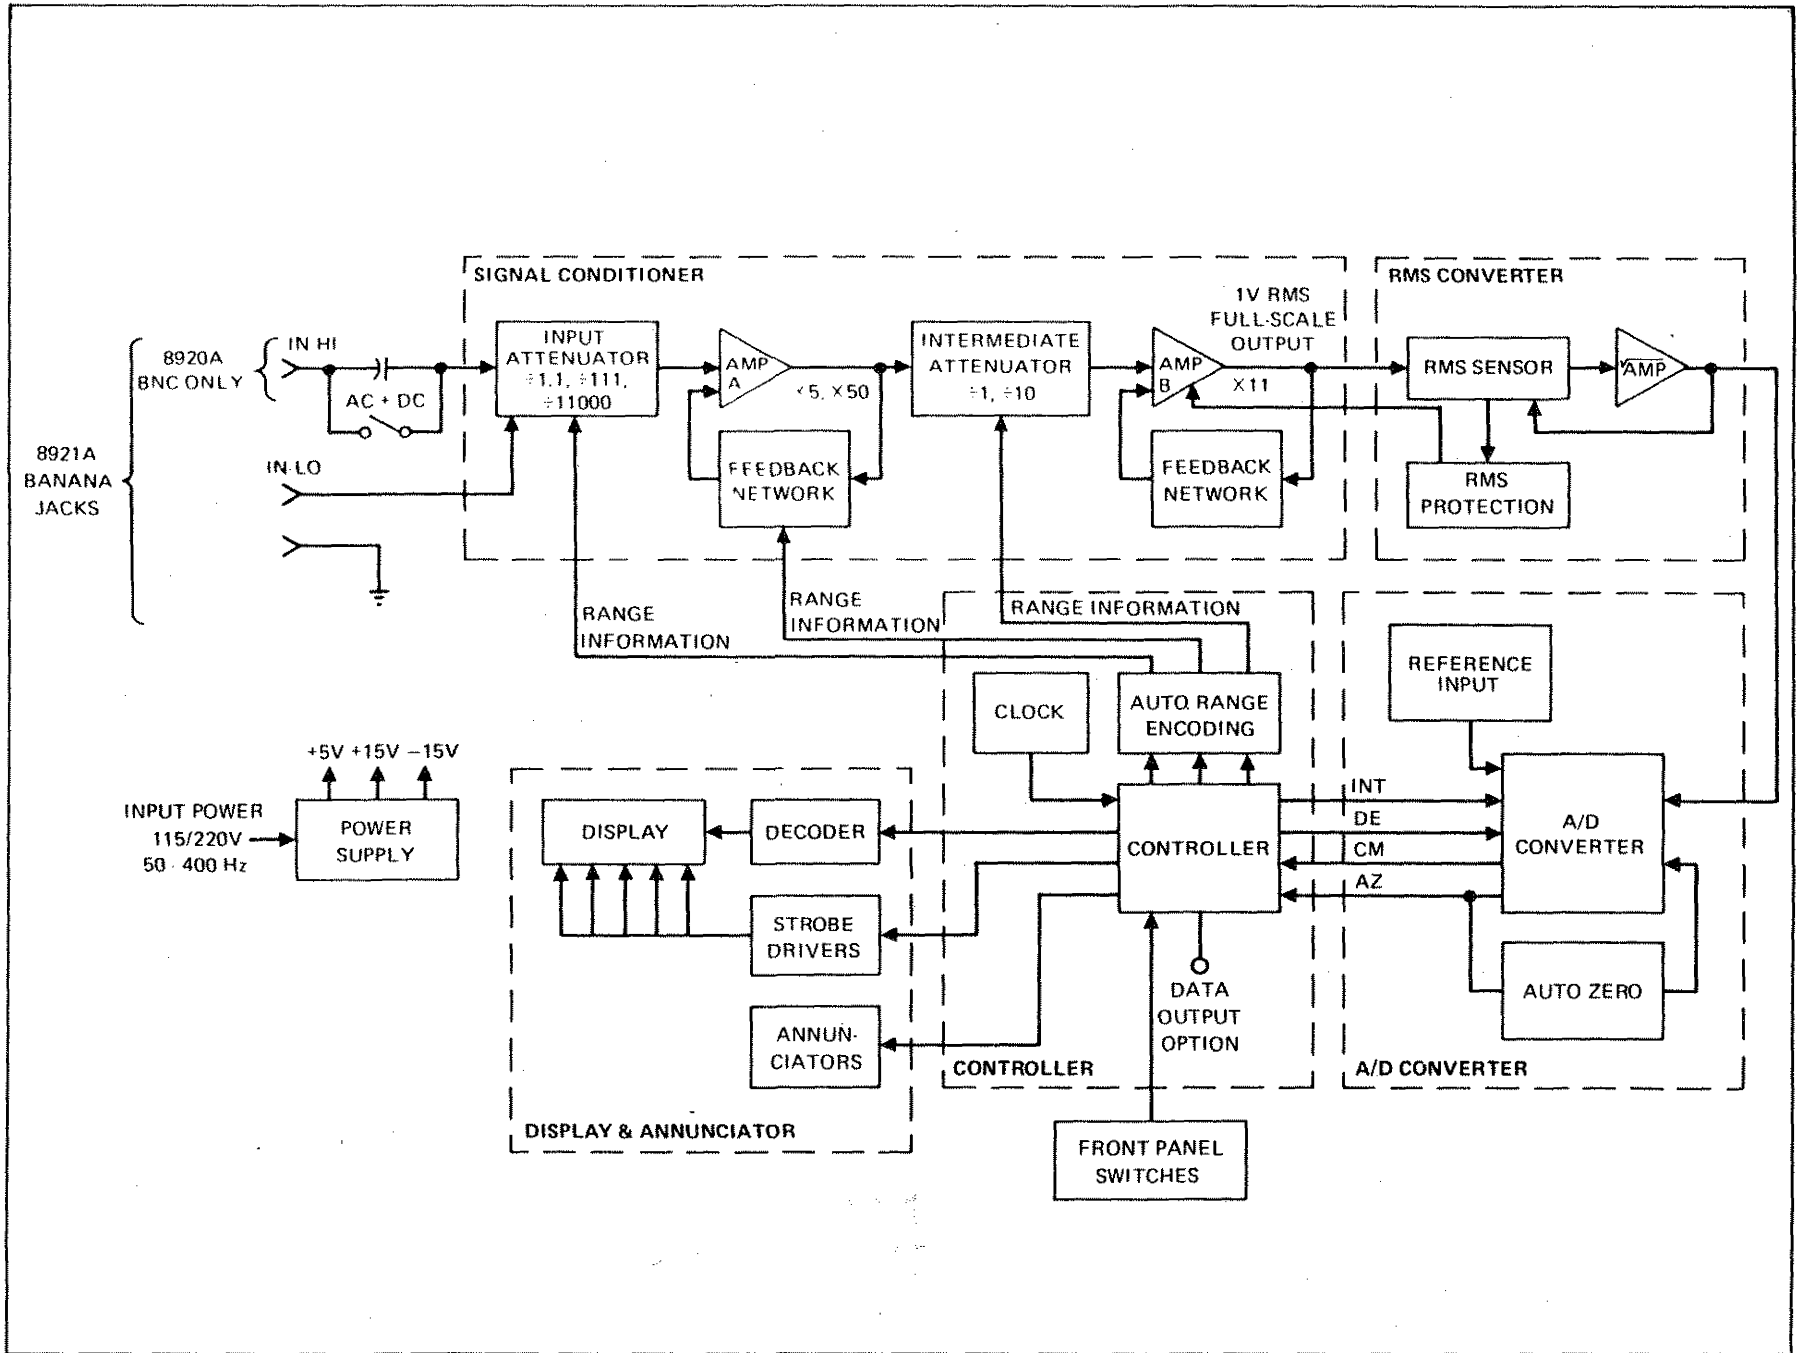 SIGNAL CONDITIONER
RMS CONVERTER
1V RMS
FULL-SCALE
OUTPUT
8920A
BNC ONLY
IN HI
AC + DC
INPUT
ATTENUATOR
÷1.1, ÷111,
÷11000
AMP
A
×5, ×50
INTERMEDIATE
ATTENUATOR
÷1, ÷10
AMP
B
X11
RMS SENSOR
√AMP
8921A
BANANA
JACKS
IN LO
FEEDBACK
NETWORK
FEEDBACK
NETWORK
RMS
PROTECTION
RANGE
INFORMATION
RANGE
INFORMATION
RANGE INFORMATION
REFERENCE
INPUT
CLOCK
AUTO RANGE
ENCODING
+5V +15V −15V
INPUT POWER
115/220V
50 - 400 Hz
POWER
SUPPLY
DISPLAY
DECODER
CONTROLLER
INT
DE
CM
AZ
A/D
CONVERTER
STROBE
DRIVERS
AUTO ZERO
DATA
OUTPUT
OPTION
ANNUN-
CIATORS
CONTROLLER
A/D CONVERTER
DISPLAY & ANNUNCIATOR
FRONT PANEL
SWITCHES